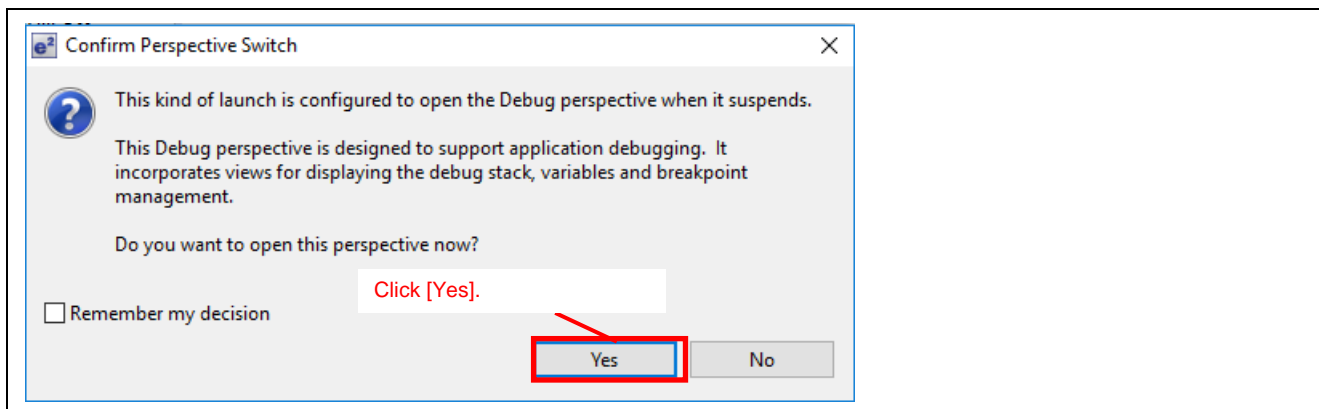 e² Confirm Perspective Switch
This kind of launch is configured to open the Debug perspective when it suspends.
This Debug perspective is designed to support application debugging.  It
incorporates views for displaying the debug stack, variables and breakpoint
management.
Do you want to open this perspective now?
Click [Yes].
Remember my decision
Yes No